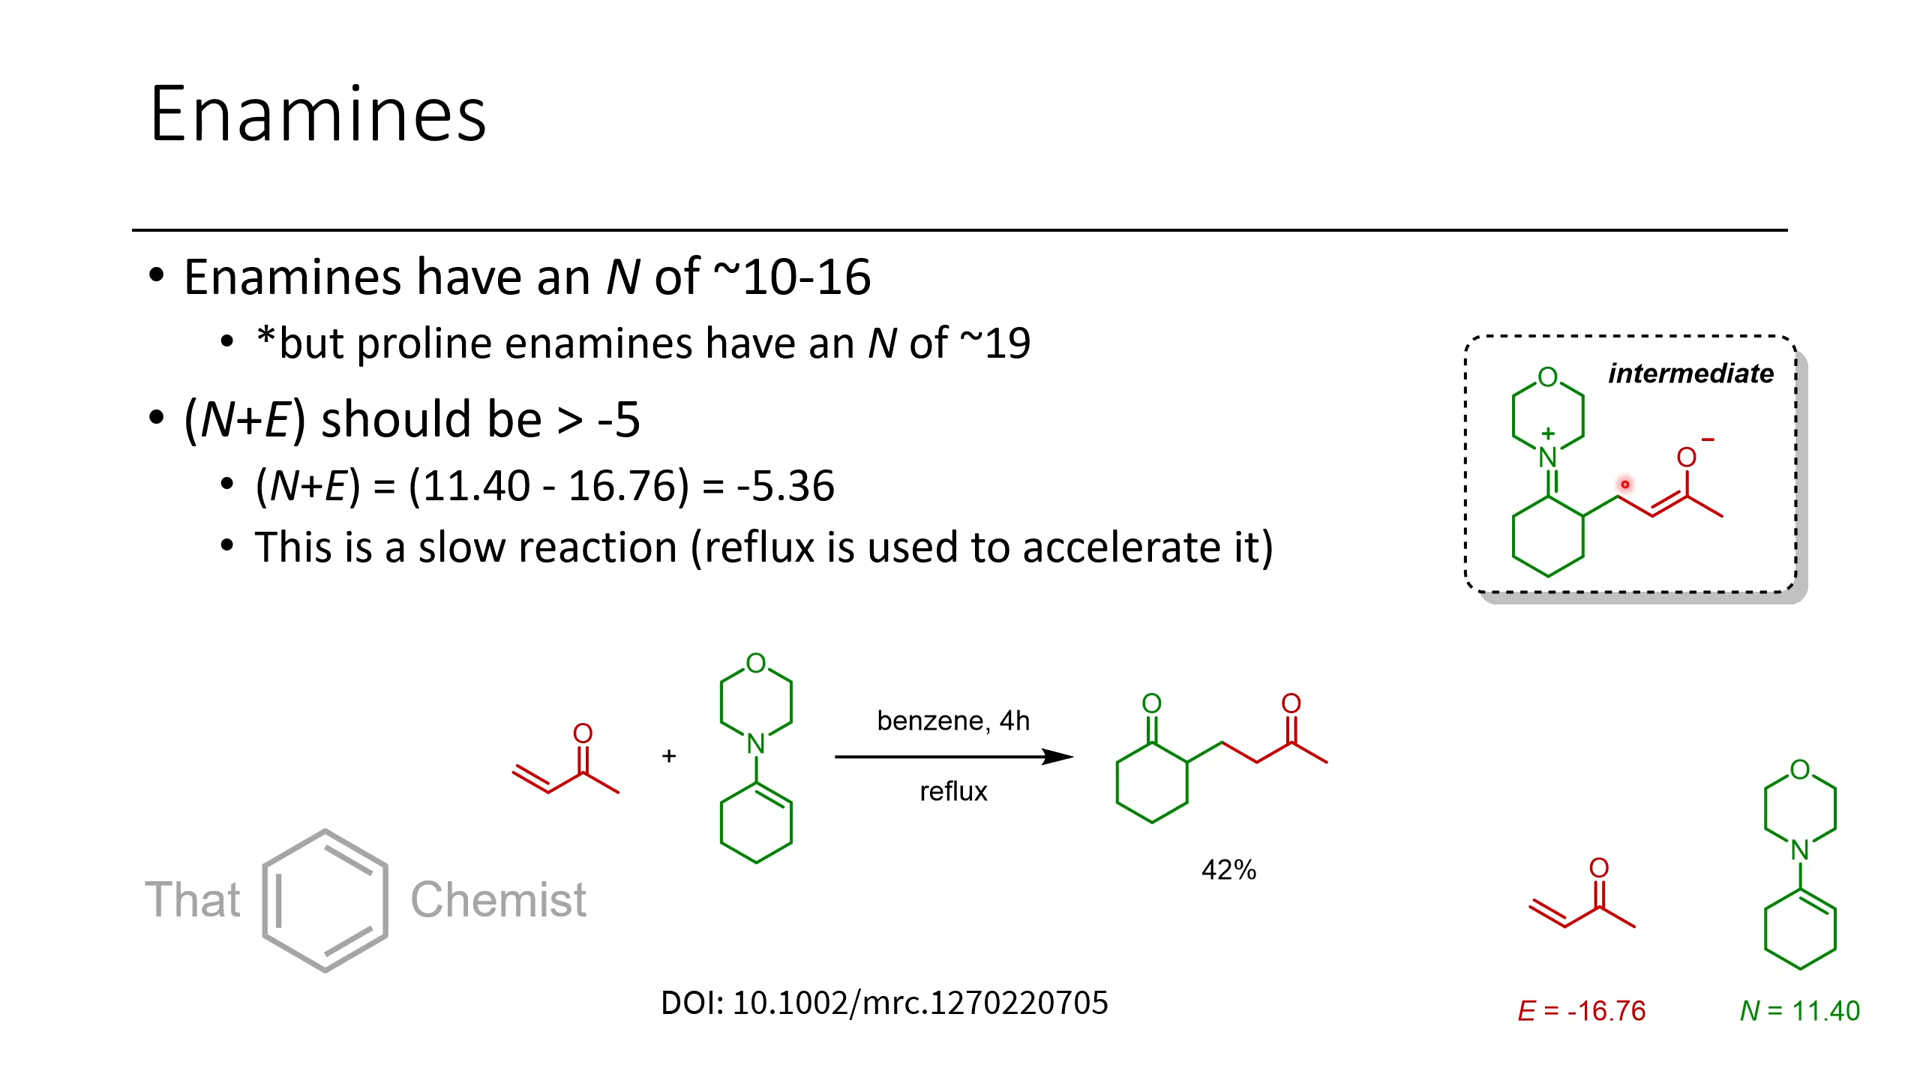 Enamines
• Enamines have an N of ~10-16
• *but proline enamines have an N of ~19
• (N+E) should be > -5
• (N+E) = (11.40 - 16.76) = -5.36
• This is a slow reaction (reflux is used to accelerate it)
intermediate
O
+
N
O
−
O
+
O
N
benzene, 4h
reflux
O
O
42%
O
N
O
That Chemist
DOI: 10.1002/mrc.1270220705
E = -16.76
N = 11.40